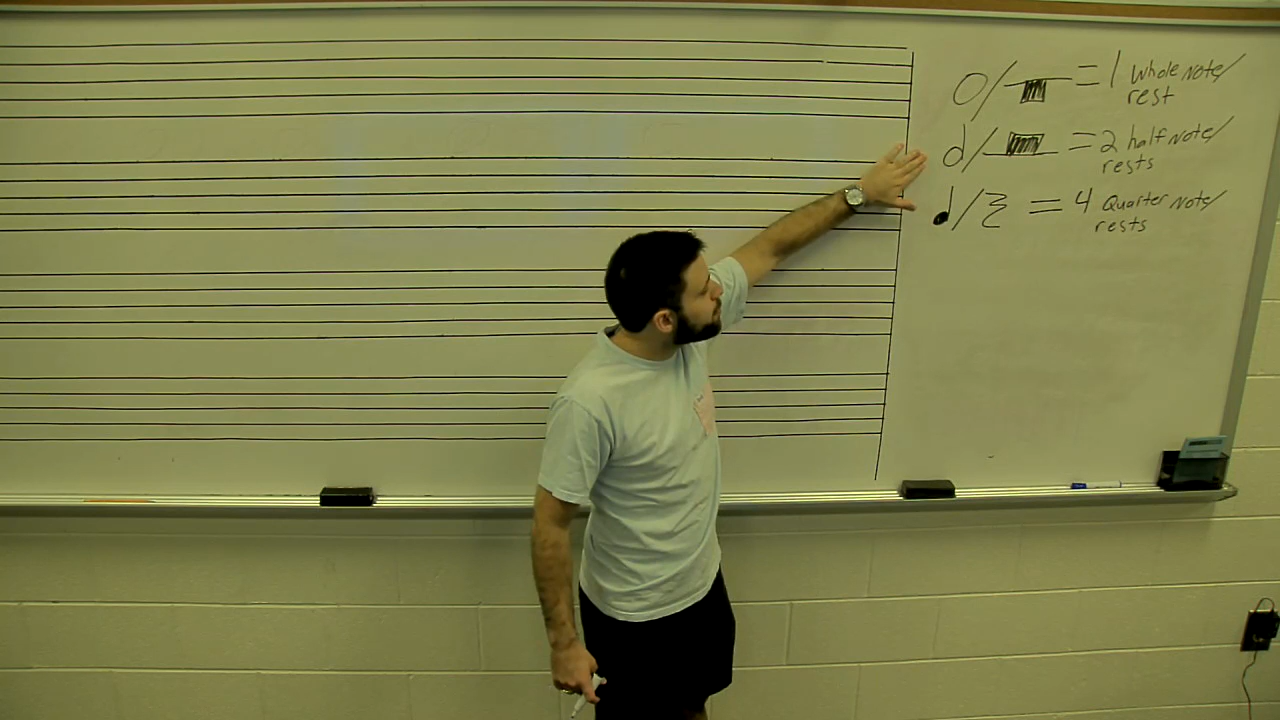 o/ = 1 Whole Note/
rest
d/ = 2 half Note/
rests
d/ = 4 Quarter Note/
rests